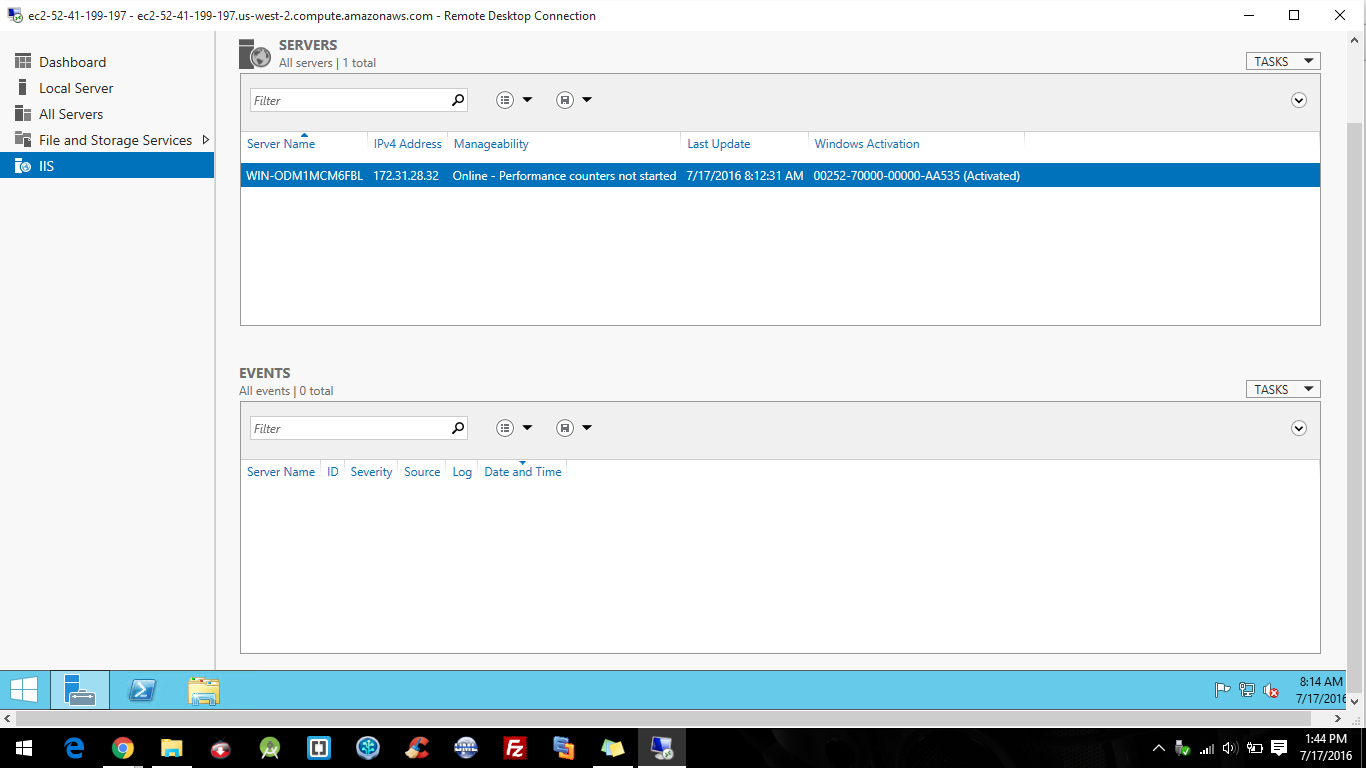 ec2-52-41-199-197 - ec2-52-41-199-197.us-west-2.compute.amazonaws.com - Remote Desktop Connection
Dashboard
Local Server
All Servers
File and Storage Services
IIS
SERVERS
All servers | 1 total
TASKS
Filter
Server Name IPv4 Address Manageability Last Update Windows Activation
WIN-ODM1MCM6FBL 172.31.28.32 Online - Performance counters not started 7/17/2016 8:12:31 AM 00252-70000-00000-AA535 (Activated)
EVENTS
All events | 0 total
TASKS
Filter
Server Name ID Severity Source Log Date and Time
8:14 AM
7/17/2016
1:44 PM
7/17/2016